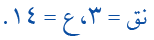 نق = ٣، ع = ١٤.